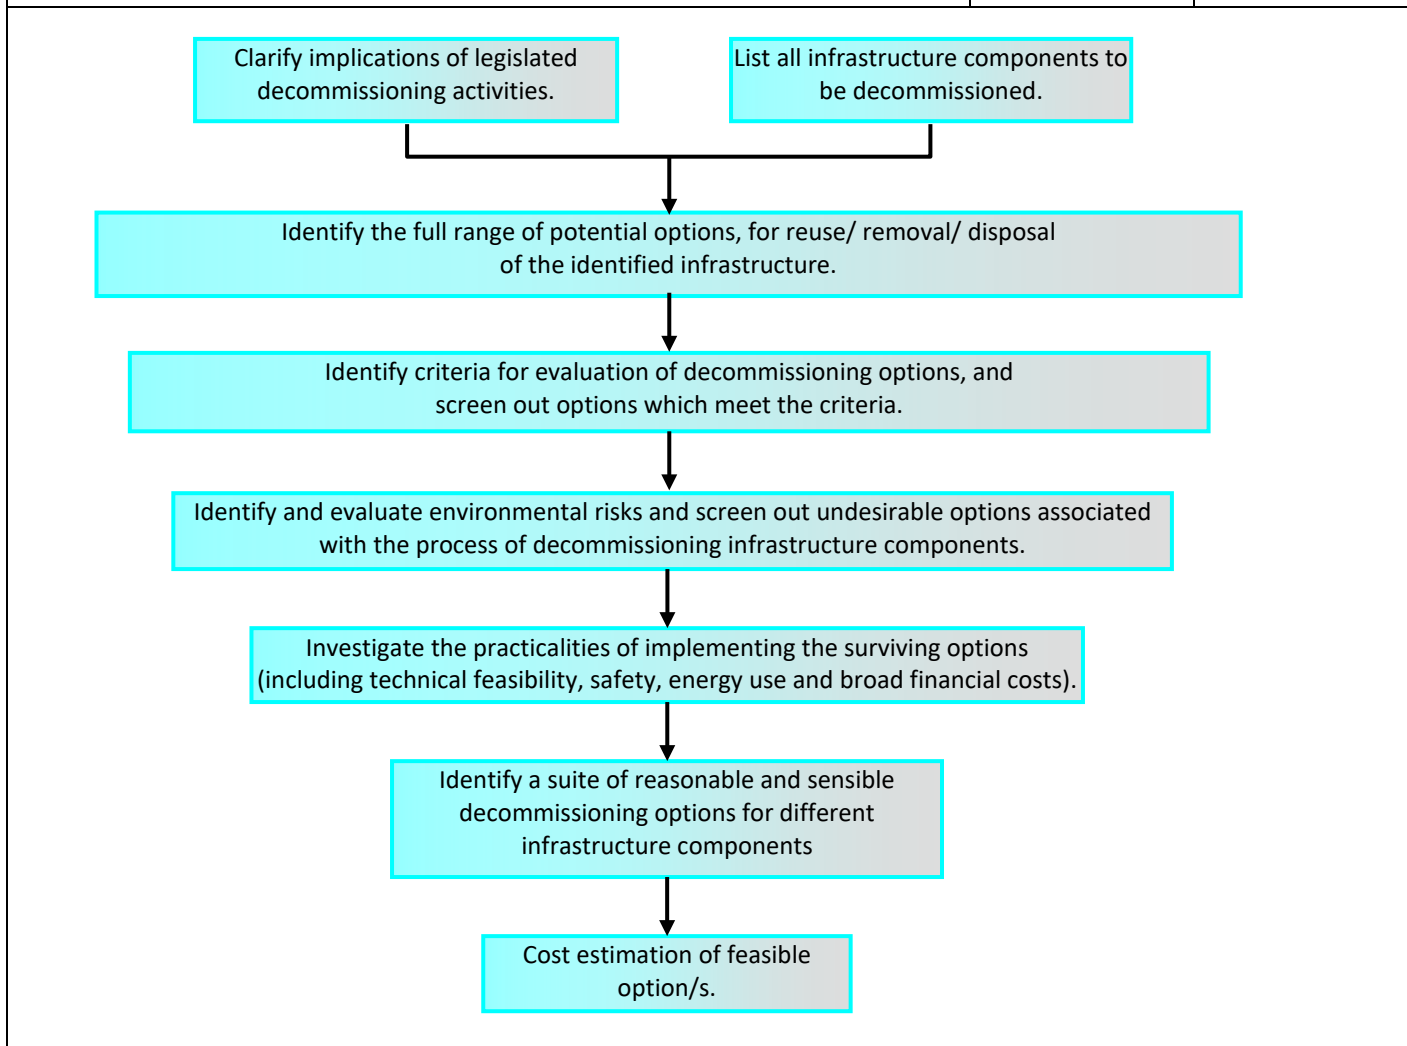 Clarify implications of legislated
decommissioning activities.
List all infrastructure components to
be decommissioned.
Identify the full range of potential options, for reuse/ removal/ disposal
of the identified infrastructure.
Identify criteria for evaluation of decommissioning options, and
screen out options which meet the criteria.
Identify and evaluate environmental risks and screen out undesirable options associated
with the process of decommissioning infrastructure components.
Investigate the practicalities of implementing the surviving options
(including technical feasibility, safety, energy use and broad financial costs).
Identify a suite of reasonable and sensible
decommissioning options for different
infrastructure components
Cost estimation of feasible
option/s.